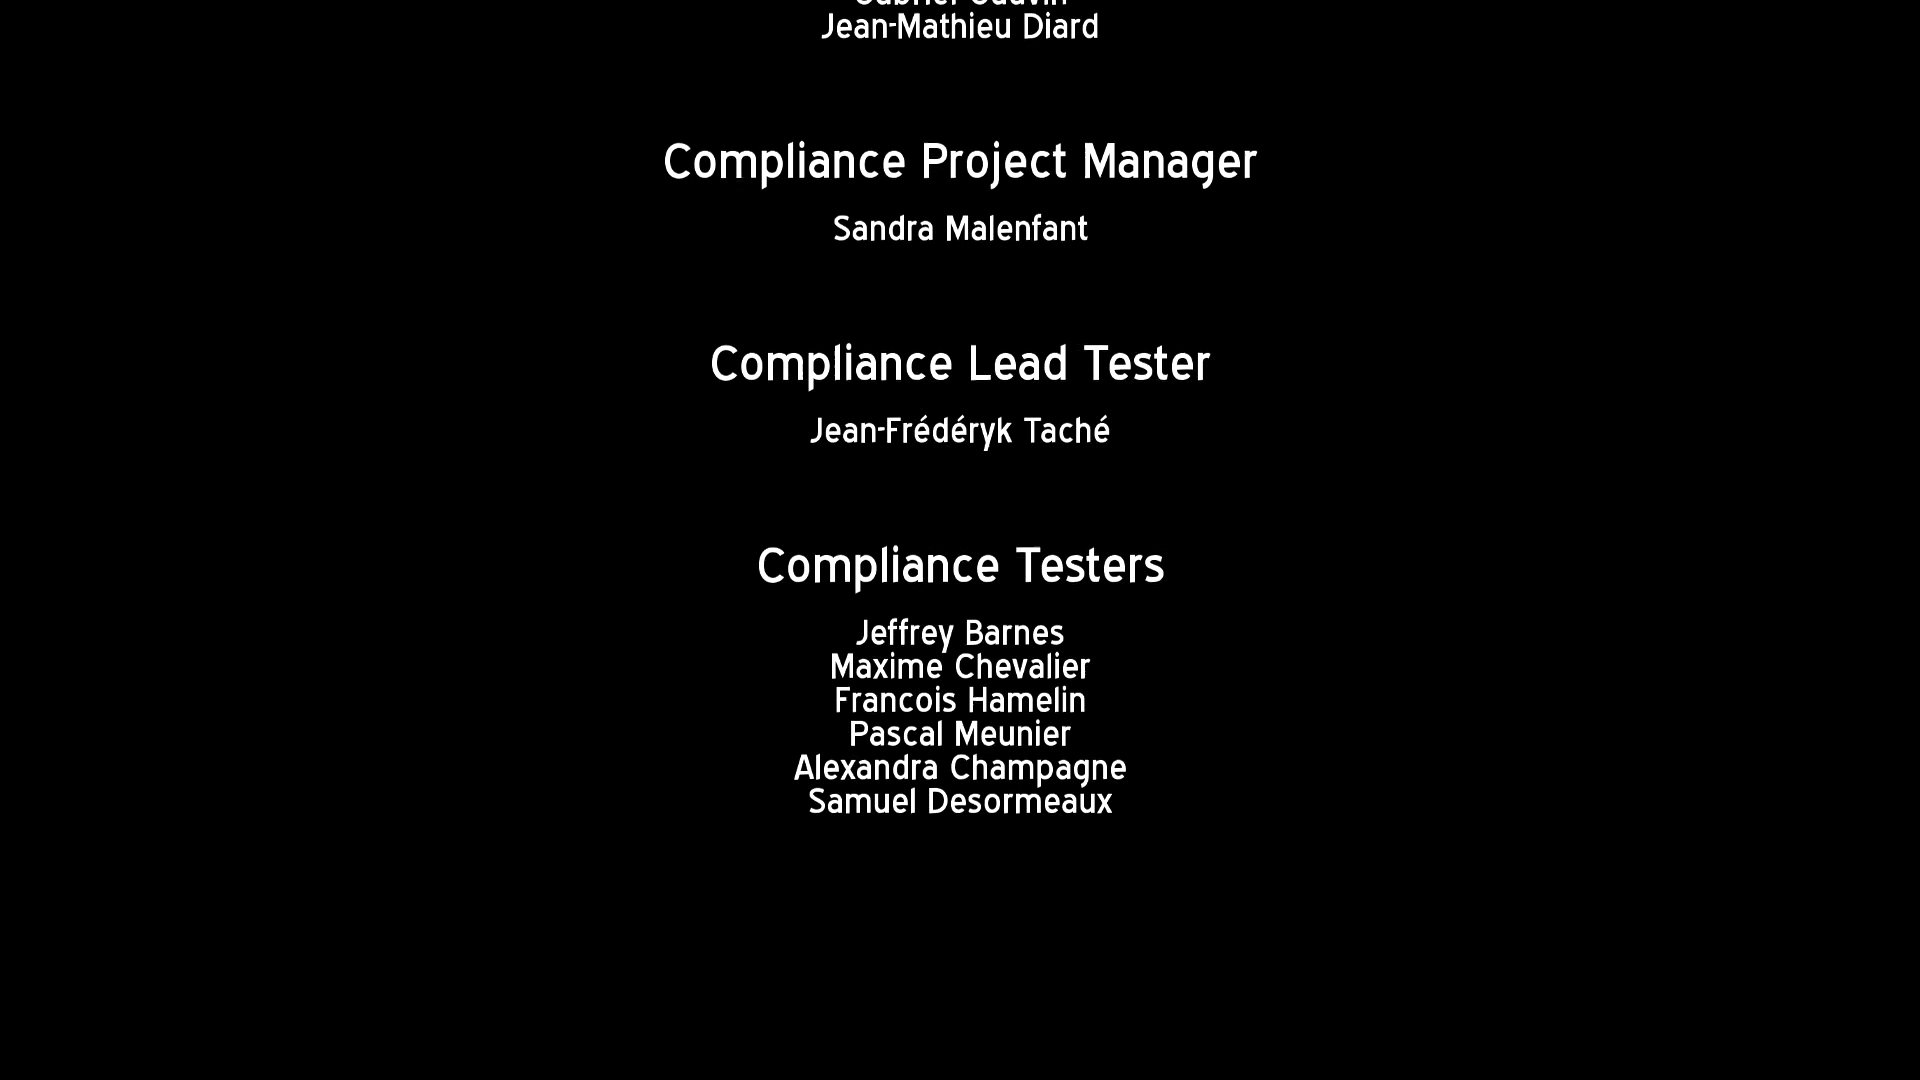 Jean-Mathieu Diard
Compliance Project Manager
Sandra Malenfant
Compliance Lead Tester
Jean-Frédéryk Taché
Compliance Testers
Jeffrey Barnes
Maxime Chevalier
Francois Hamelin
Pascal Meunier
Alexandra Champagne
Samuel Desormeaux